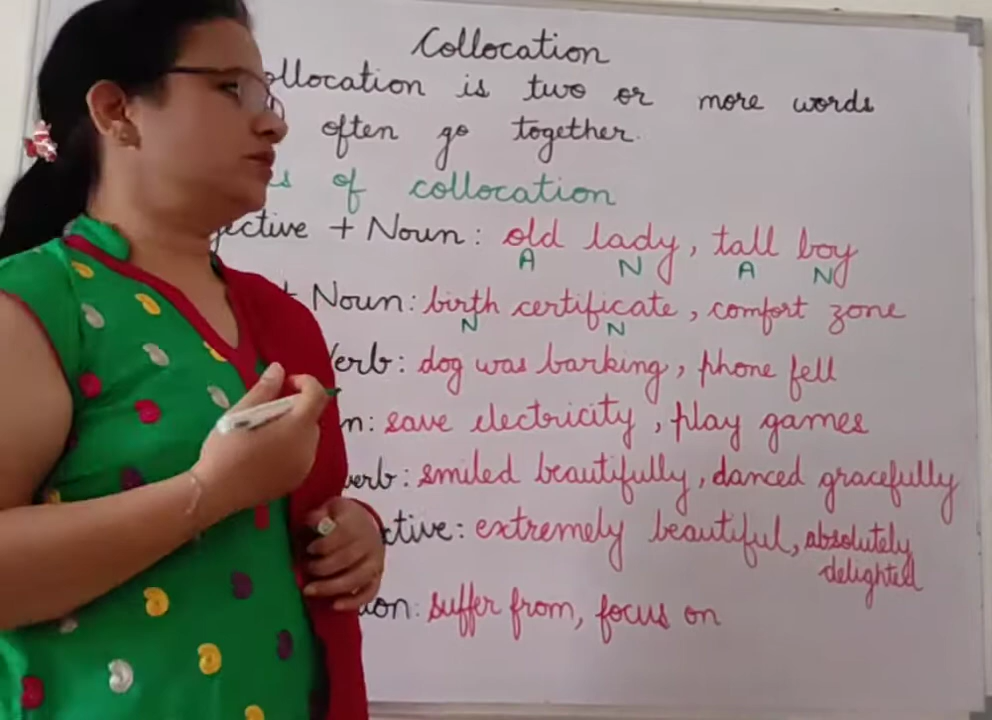 Collocation
ollocation is two or more words
often go together.
s of collocation
jective + Noun: old lady, tall boy
A N A N
+ Noun: birth certificate, comfort zone
N N
Verb: dog was barking, phone fell
n: save electricity, play games
verb: smiled beautifully, danced gracefully
ctive: extremely beautiful, absolutely
delighted
ion: suffer from, focus on